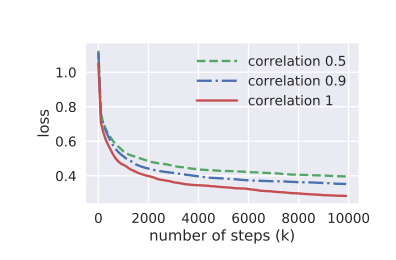 correlation 0.5
correlation 0.9
correlation 1
loss
1.0
0.8
0.6
0.4
0 2000 4000 6000 8000 10000
number of steps (k)